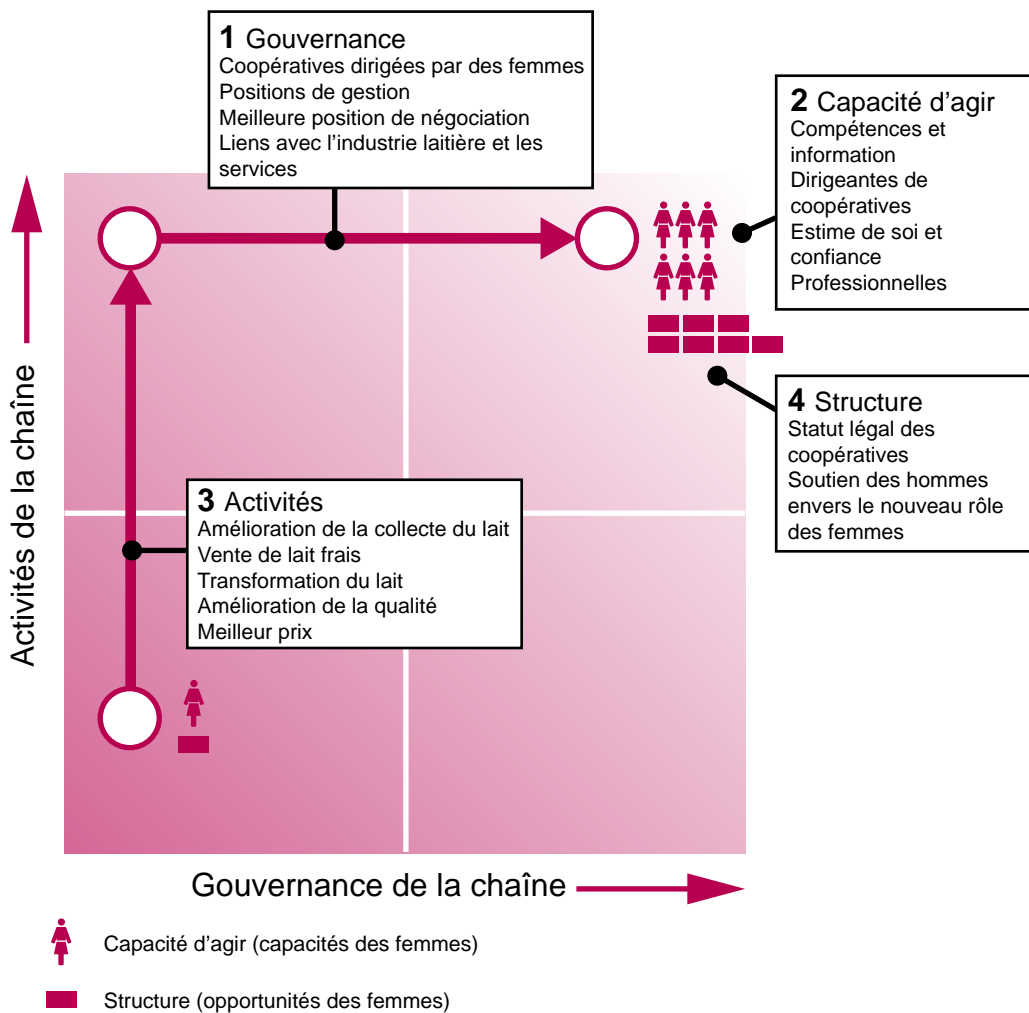 1 Gouvernance
Coopératives dirigées par des femmes
Positions de gestion
Meilleure position de négociation
Liens avec l'industrie laitière et les
services
2 Capacité d'agir
Compétences et
information
Dirigeantes de
coopératives
Estime de soi et
confiance
Professionnelles
4 Structure
Statut légal des
coopératives
Soutien des hommes
envers le nouveau rôle
des femmes
3 Activités
Amélioration de la collecte du lait
Vente de lait frais
Transformation du lait
Amélioration de la qualité
Meilleur prix
Activités de la chaîne
Gouvernance de la chaîne
Capacité d'agir (capacités des femmes)
Structure (opportunités des femmes)